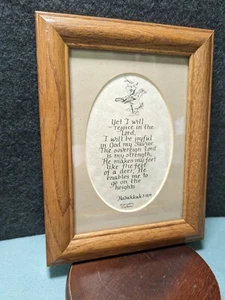 Yet I will
rejoice in the
Lord,
I will be joyful
in God my Savior
The sovereign Lord
is my strength,
He makes my feet
like the feet
of a deer, He
enables me to
go on the
heights
Habakkuk 3:18-19